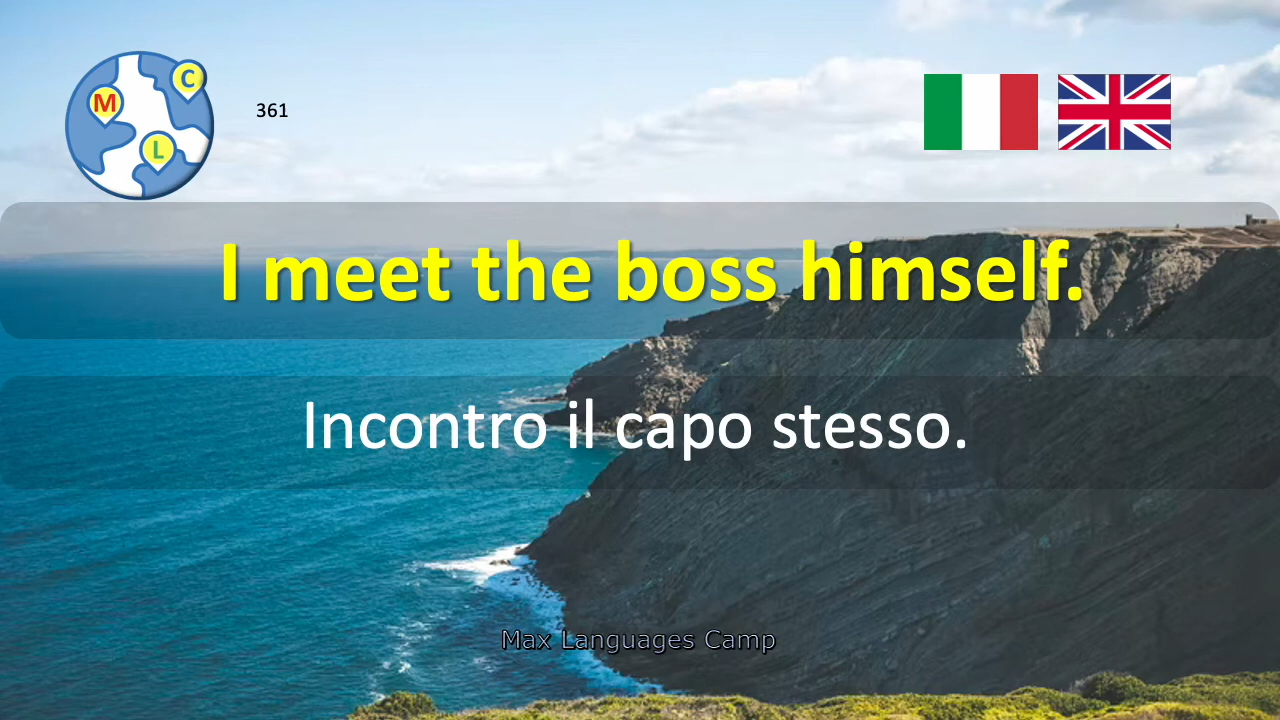 C
M
361
L
I meet the boss himself.
Incontro il capo stesso.
Max Languages Camp